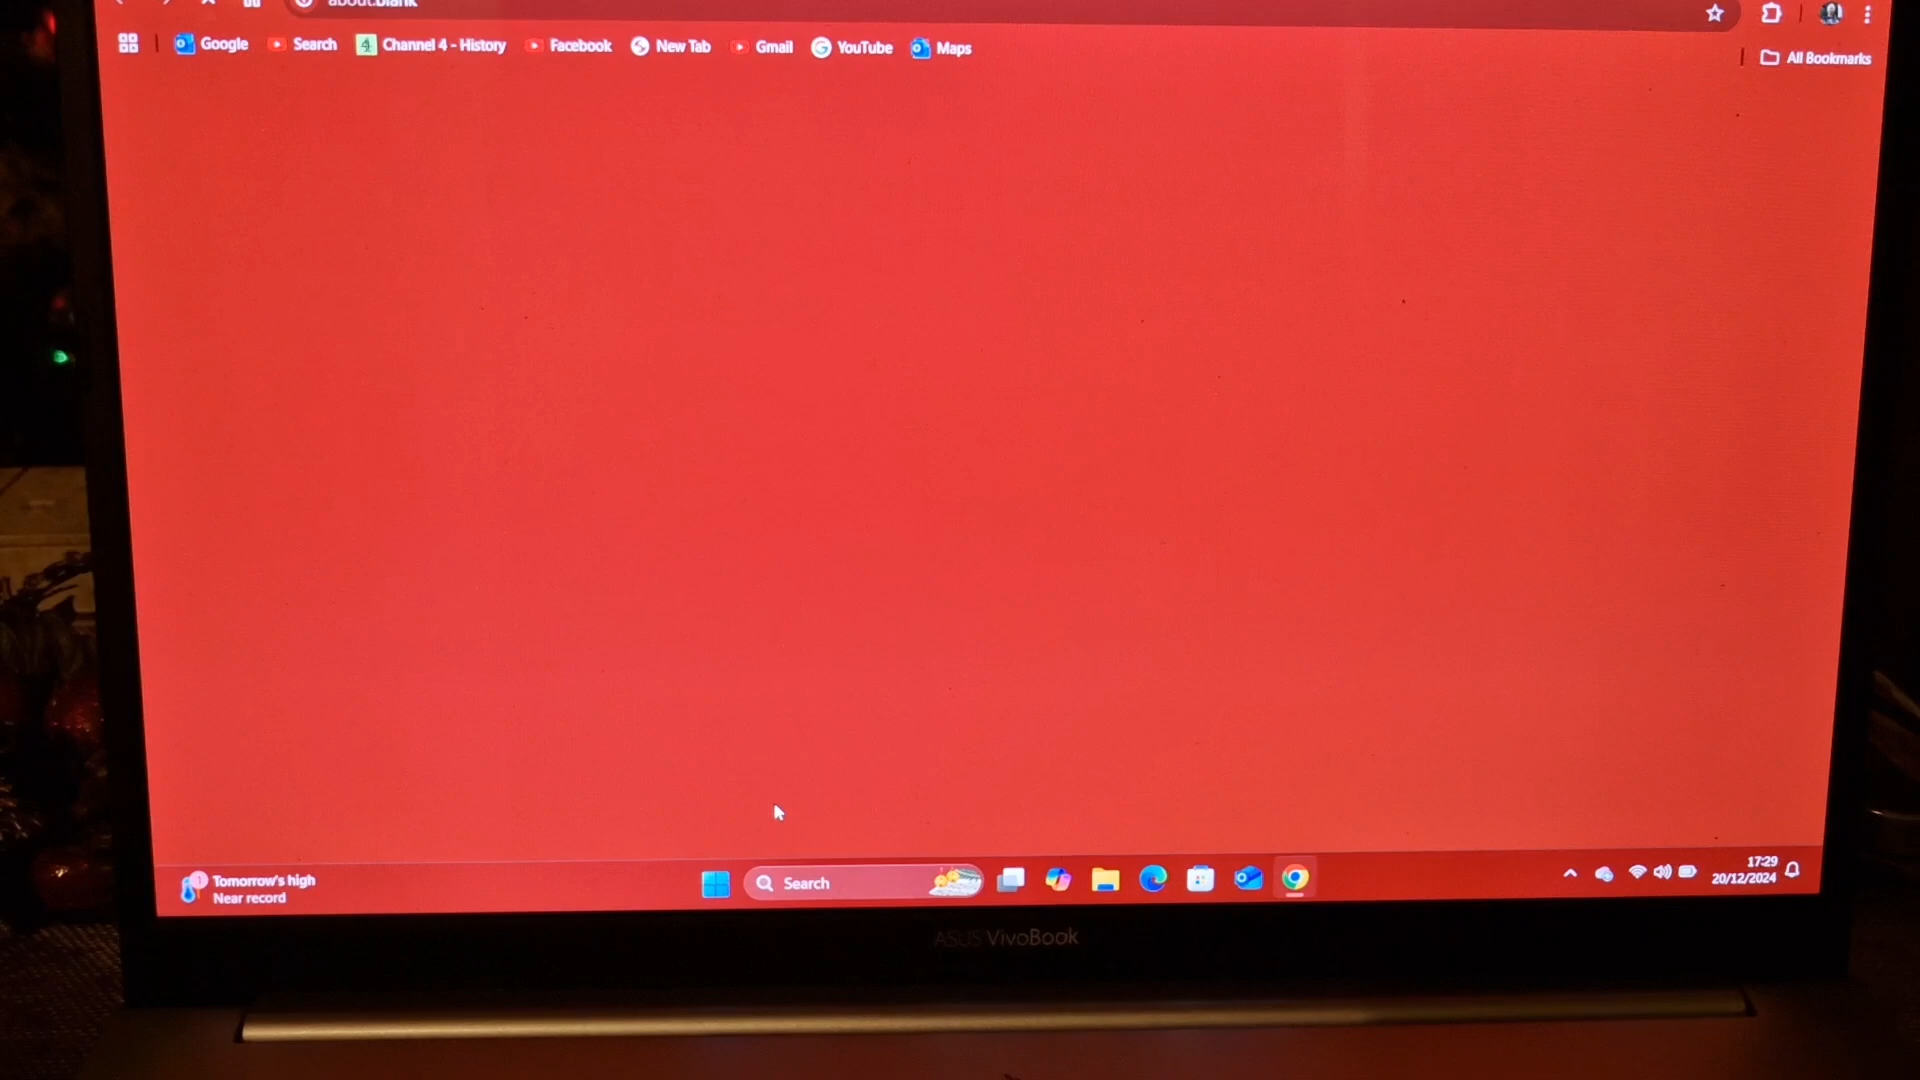 about:blank
Google Search Channel 4 - History Facebook New Tab Gmail YouTube Maps
All Bookmarks
Tomorrow's high
Near record
Search
17:29
20/12/2024
ASUS VivoBook